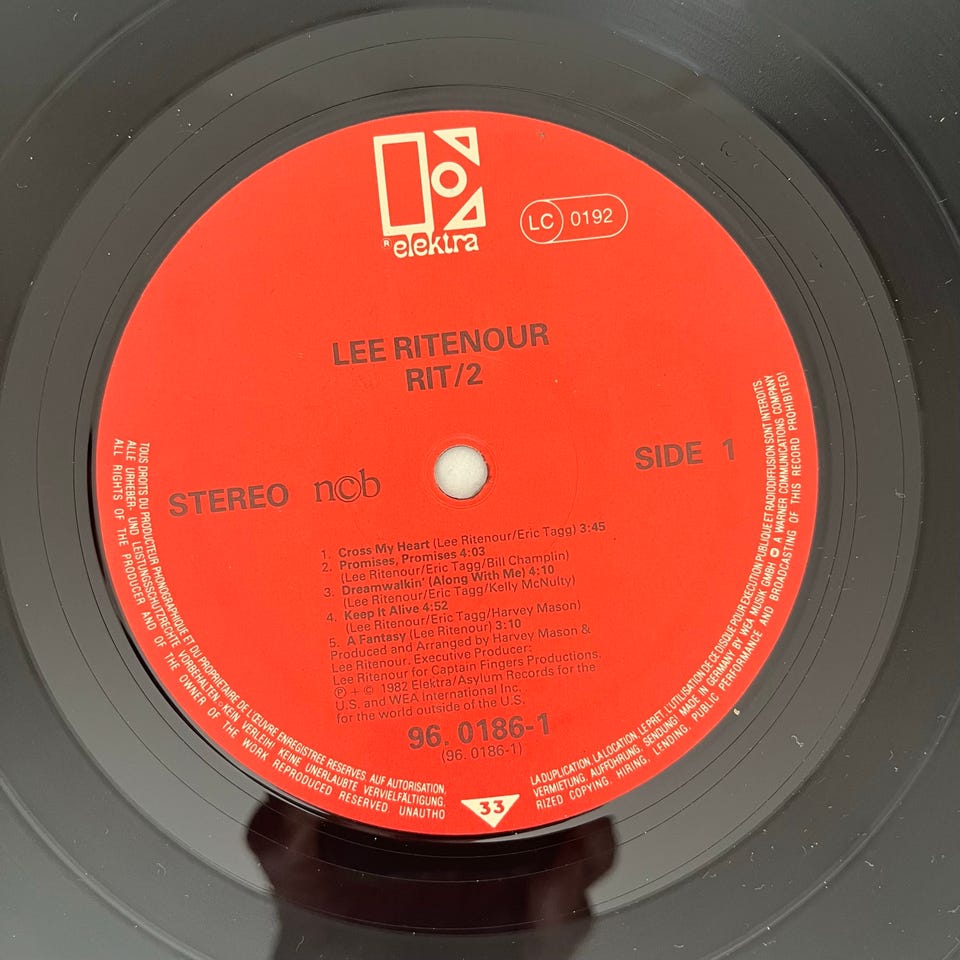 ® elektra
LC 0192
LEE RITENOUR
RIT/2
STEREO n©b
SIDE 1
1. Cross My Heart (Lee Ritenour/Eric Tagg) 3:45
2. Promises, Promises 4:03
(Lee Ritenour/Eric Tagg/Bill Champlin)
3. Dreamwalkin' (Along With Me) 4:10
(Lee Ritenour/Eric Tagg/Kelly McNulty)
4. Keep It Alive 4:52
(Lee Ritenour/Eric Tagg/Harvey Mason)
5. A Fantasy (Lee Ritenour) 3:10
Produced and Arranged by Harvey Mason &
Lee Ritenour. Executive Producer:
Lee Ritenour for Captain Fingers Productions.
℗ + © 1982 Elektra/Asylum Records for the
U.S. and WEA International Inc.
for the world outside of the U.S.
96. 0186-1
(96. 0186-1)
33
TOUS DROITS DU PRODUCTEUR PHONOGRAPHIQUE ET DU PROPRIETAIRE DE L'ŒUVRE ENREGISTREE RESERVES. AUF AUTORISATION,
ALLE URHEBER- UND LEISTUNGSSCHUTZRECHTE VORBEHALTEN ◦ KEIN VERLEIH! KEINE UNERLAUBTE VERVIELFÄLTIGUNG,
ALL RIGHTS OF THE PRODUCER AND OF THE OWNER OF THE WORK REPRODUCED RESERVED. UNAUTHO
LA DUPLICATION, LA LOCATION, LE PRET, L'UTILISATION DE CE DISQUE POUR EXECUTION PUBLIQUE ET RADIODIFFUSION SONT INTERDITS
VERMIETUNG, AUFFÜHRUNG, SENDUNG! MADE IN GERMANY BY WEA MUSIK GMBH ✪ A WARNER COMMUNICATIONS COMPANY
RIZED COPYING, HIRING, LENDING, PUBLIC PERFORMANCE AND BROADCASTING OF THIS RECORD PROHIBITED!